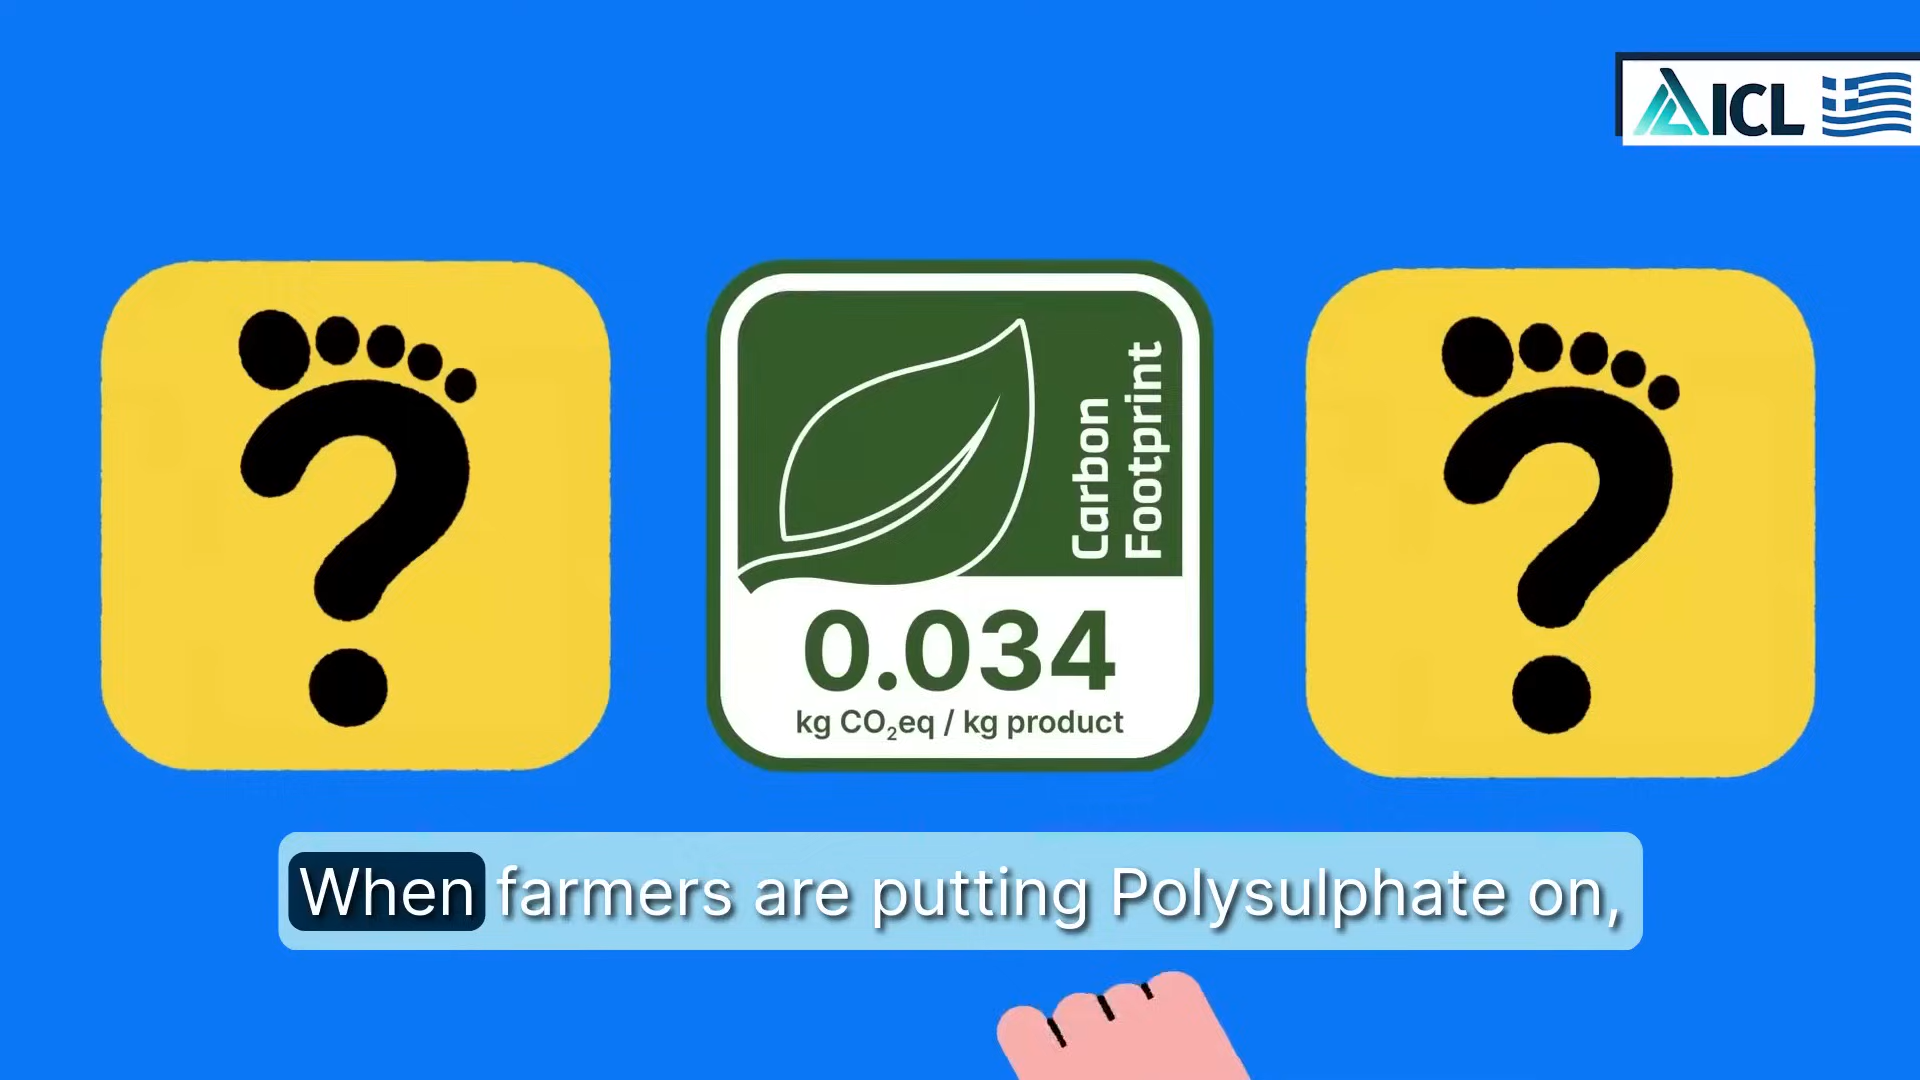 ICL
?
Carbon
Footprint
0.034
kg CO₂eq / kg product
?
When farmers are putting Polysulphate on,